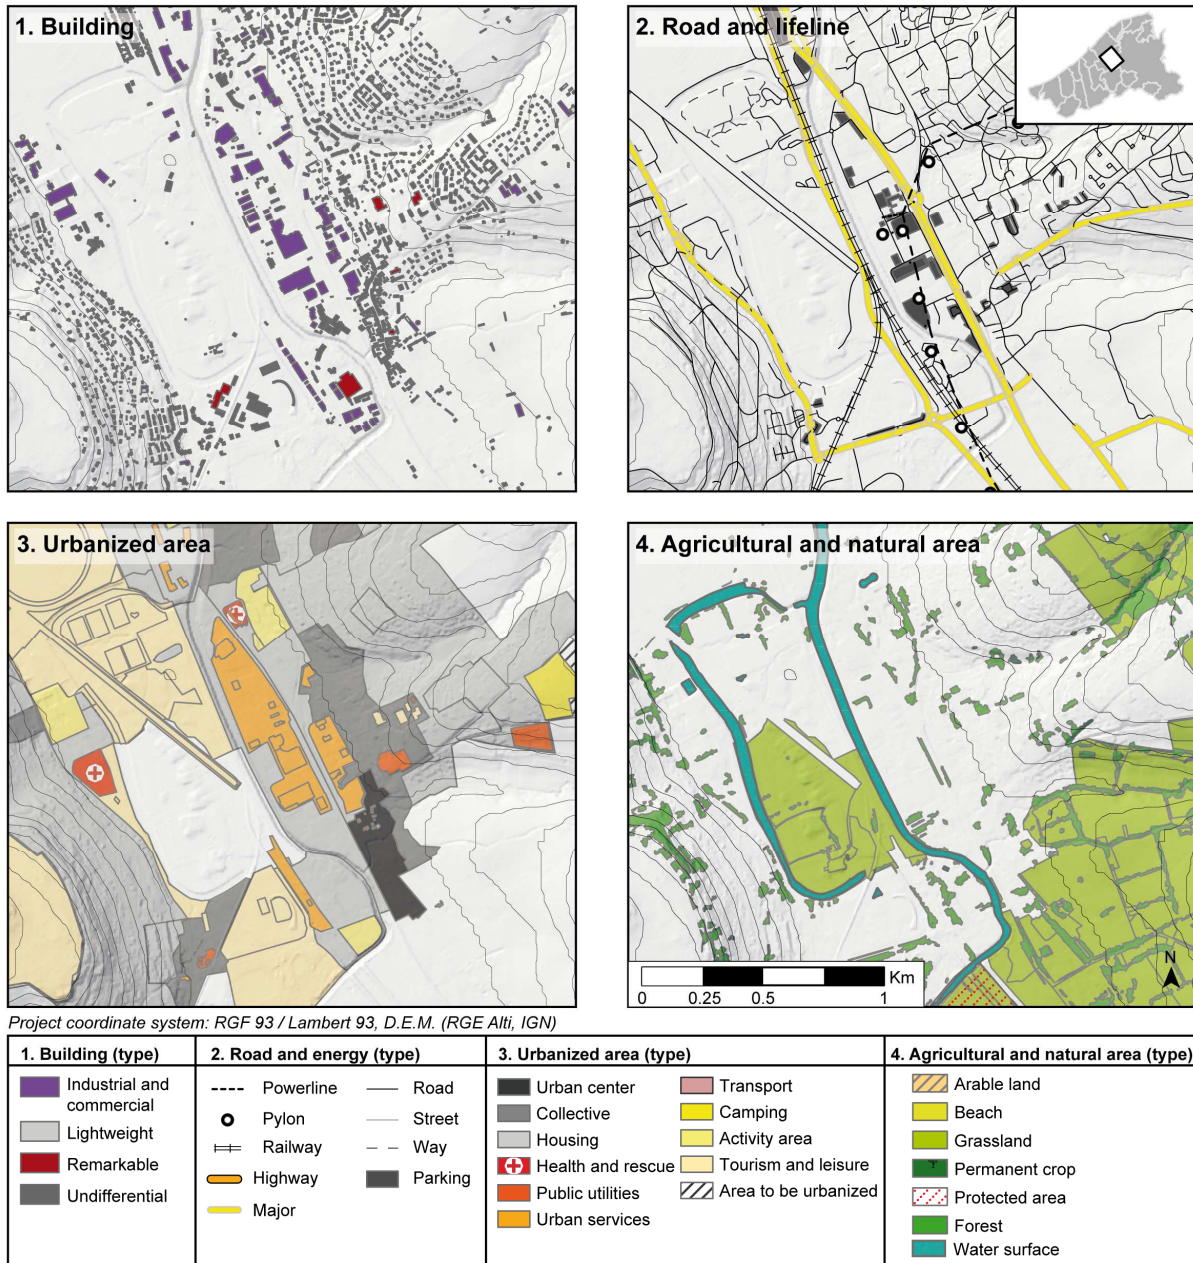 1. Building
2. Road and lifeline
3. Urbanized area
4. Agricultural and natural area
Km
0 0.25 0.5 1
N
Project coordinate system: RGF 93 / Lambert 93, D.E.M. (RGE Alti, IGN)
1. Building (type)
Industrial and
commercial
Lightweight
Remarkable
Undifferential
2. Road and energy (type)
Powerline
Pylon
Railway
Highway
Major
Road
Street
Way
Parking
3. Urbanized area (type)
Urban center
Collective
Housing
Health and rescue
Public utilities
Urban services
Transport
Camping
Activity area
Tourism and leisure
Area to be urbanized
4. Agricultural and natural area (type)
Arable land
Beach
Grassland
Permanent crop
Protected area
Forest
Water surface